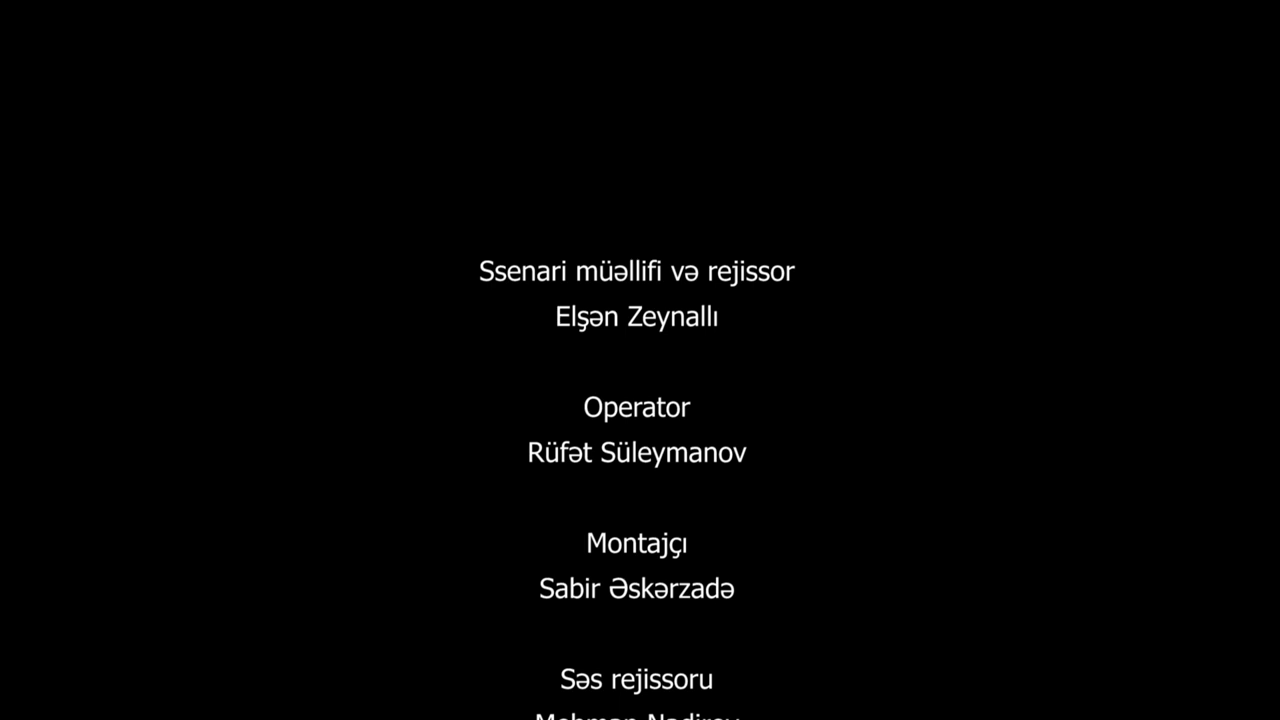 Ssenari müəllifi və rejissor
Elşən Zeynallı
Operator
Rüfət Süleymanov
Montajçı
Sabir Əskərzadə
Səs rejissoru